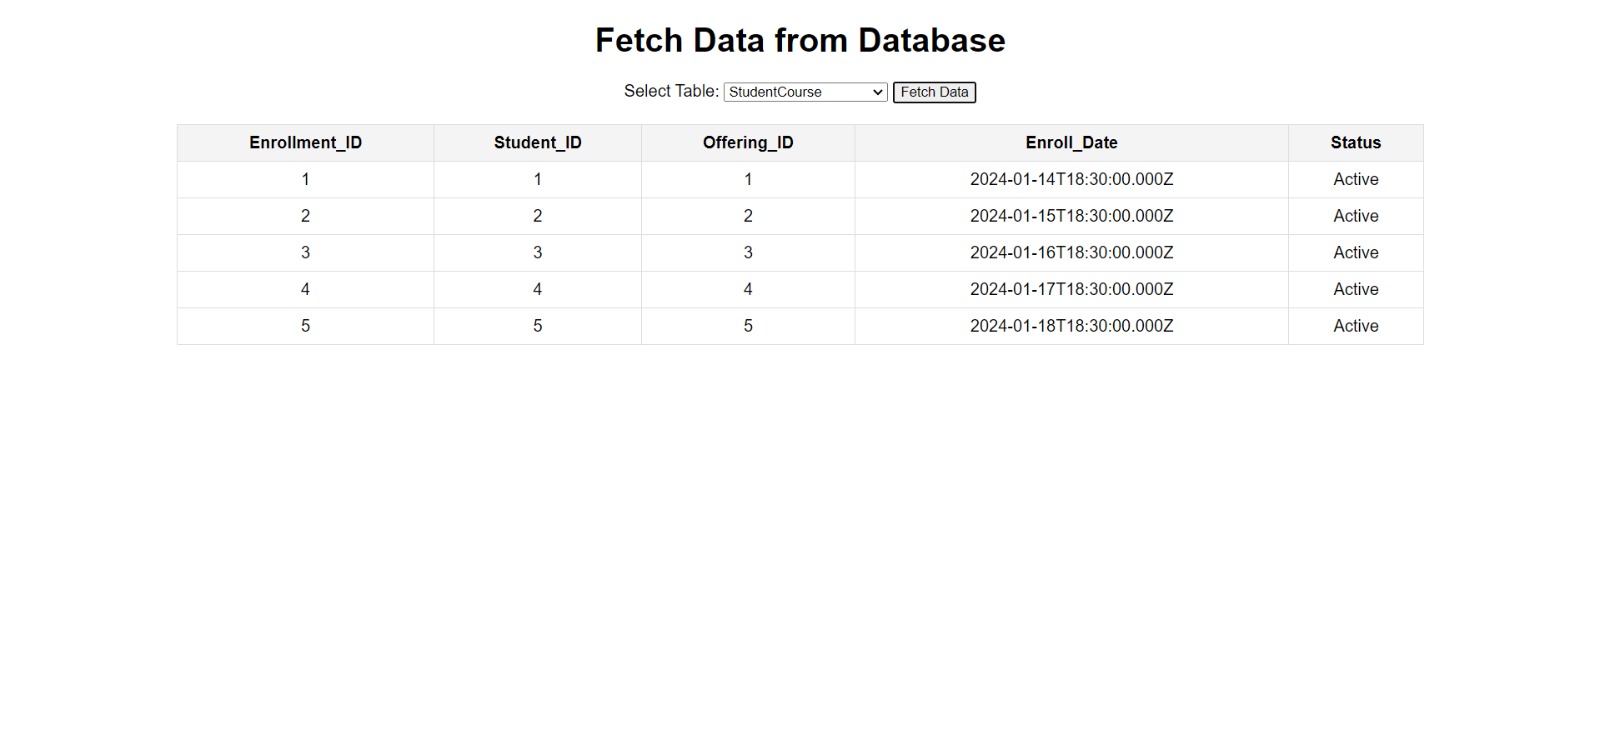 Fetch Data from Database
Select Table: StudentCourse Fetch Data
Enrollment_ID Student_ID Offering_ID Enroll_Date Status
1 1 1 2024-01-14T18:30:00.000Z Active
2 2 2 2024-01-15T18:30:00.000Z Active
3 3 3 2024-01-16T18:30:00.000Z Active
4 4 4 2024-01-17T18:30:00.000Z Active
5 5 5 2024-01-18T18:30:00.000Z Active